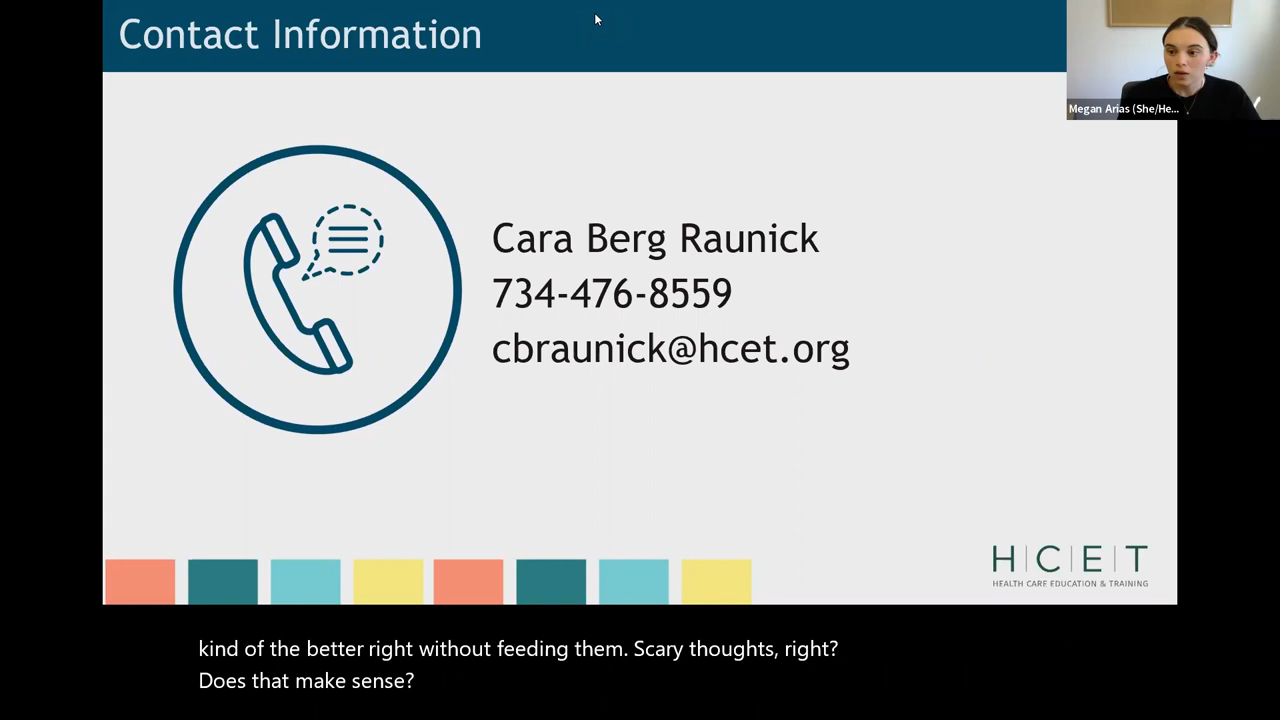 Contact Information
Megan Arias (She/He...
Cara Berg Raunick
734-476-8559
cbraunick@hcet.org
H|C|E|T
HEALTH CARE EDUCATION & TRAINING
kind of the better right without feeding them. Scary thoughts, right?
Does that make sense?